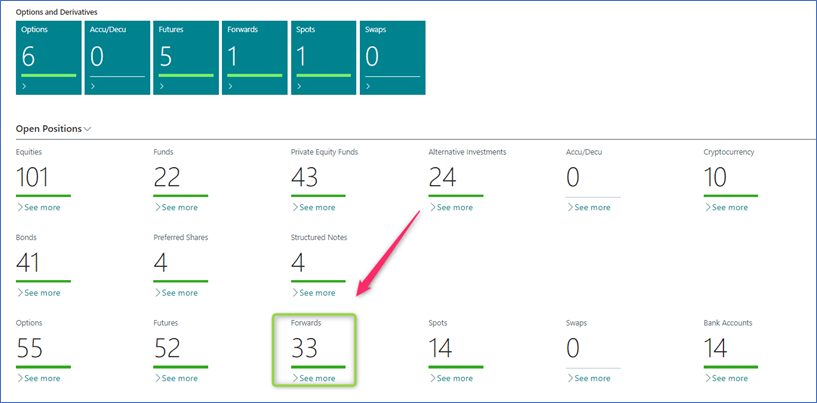 Options and Derivatives
Options Accu/Decu Futures Forwards Spots Swaps
6 0 5 1 1 0
Open Positions
Equities Funds Private Equity Funds Alternative Investments Accu/Decu Cryptocurrency
101 22 43 24 0 10
See more See more See more See more See more See more
Bonds Preferred Shares Structured Notes
41 4 4
See more See more See more
Options Futures Forwards Spots Swaps Bank Accounts
55 52 33 14 0 14
See more See more See more See more See more See more